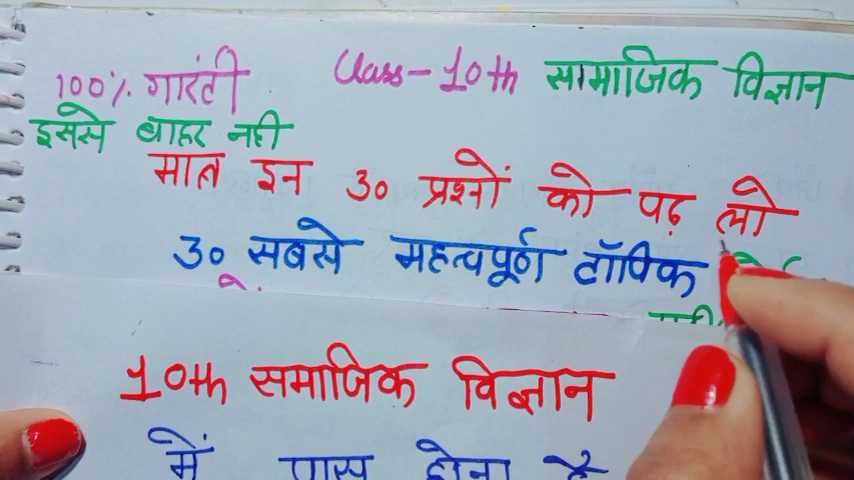 100% गारंटी Class-10th सामाजिक विज्ञान
इससे बाहर नही
मात्र इन 30 प्रश्नों को पढ़ लो
30 सबसे महत्वपूर्ण टॉपिक
10th समाजिक विज्ञान
में पास होना है